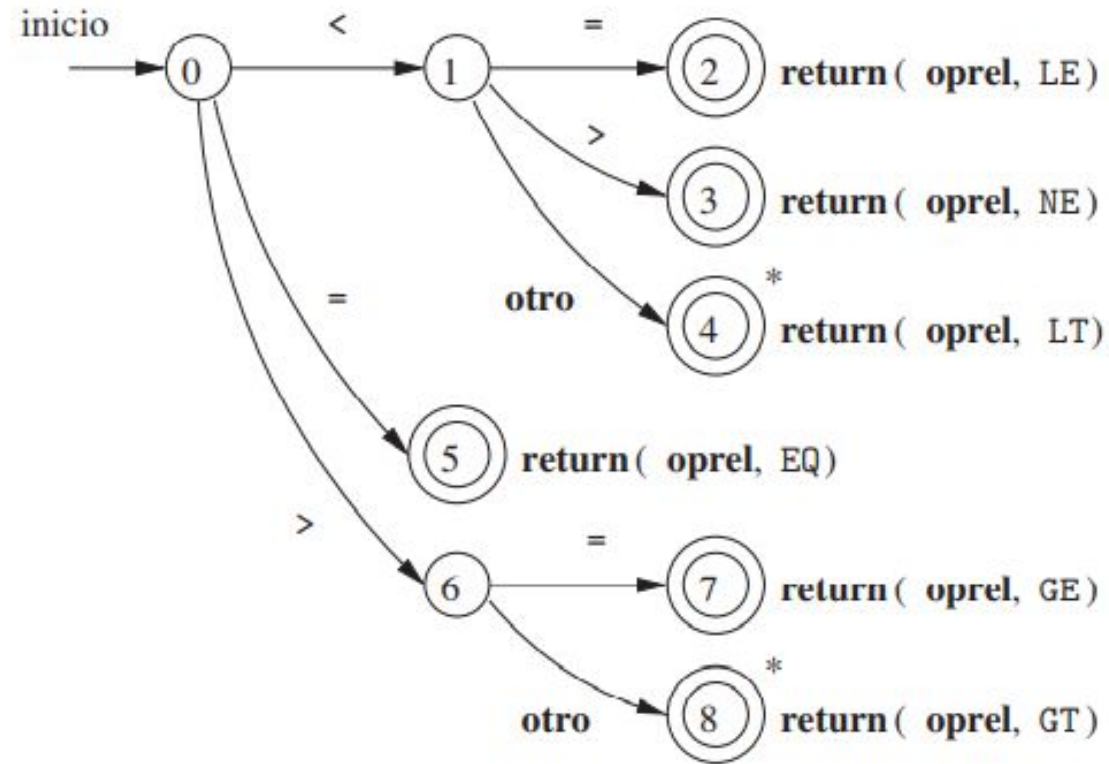 inicio
0
<
1
=
2
return( oprel, LE)
>
3
return( oprel, NE)
otro
4
*
return( oprel, LT)
=
5
return( oprel, EQ)
>
6
=
7
return( oprel, GE)
otro
8
*
return( oprel, GT)